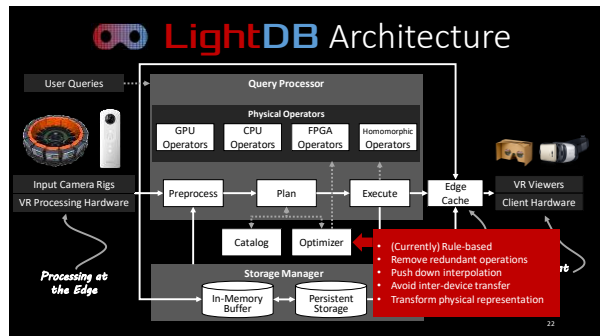 LightDB Architecture
User Queries
Query Processor
Physical Operators
GPU
Operators
CPU
Operators
FPGA
Operators
Homomorphic
Operators
Input Camera Rigs
VR Processing Hardware
Preprocess
Plan
Execute
Edge
Cache
VR Viewers
Client Hardware
Catalog
Optimizer
Processing at
the Edge
Storage Manager
In-Memory
Buffer
Persistent
Storage
• (Currently) Rule-based
• Remove redundant operations
• Push down interpolation
• Avoid inter-device transfer
• Transform physical representation
22